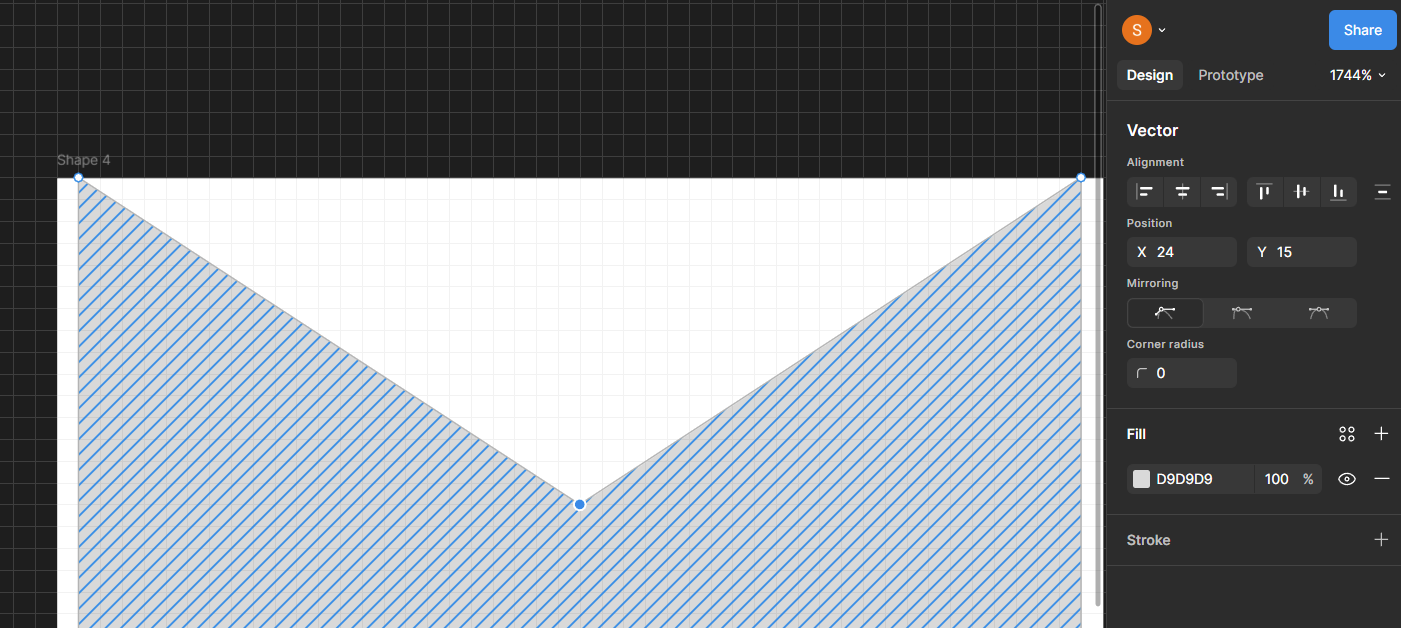 S
Share
Design Prototype 1744%
Vector
Shape 4
Alignment
Position
X 24 Y 15
Mirroring
Corner radius
0
Fill
D9D9D9 100 %
Stroke